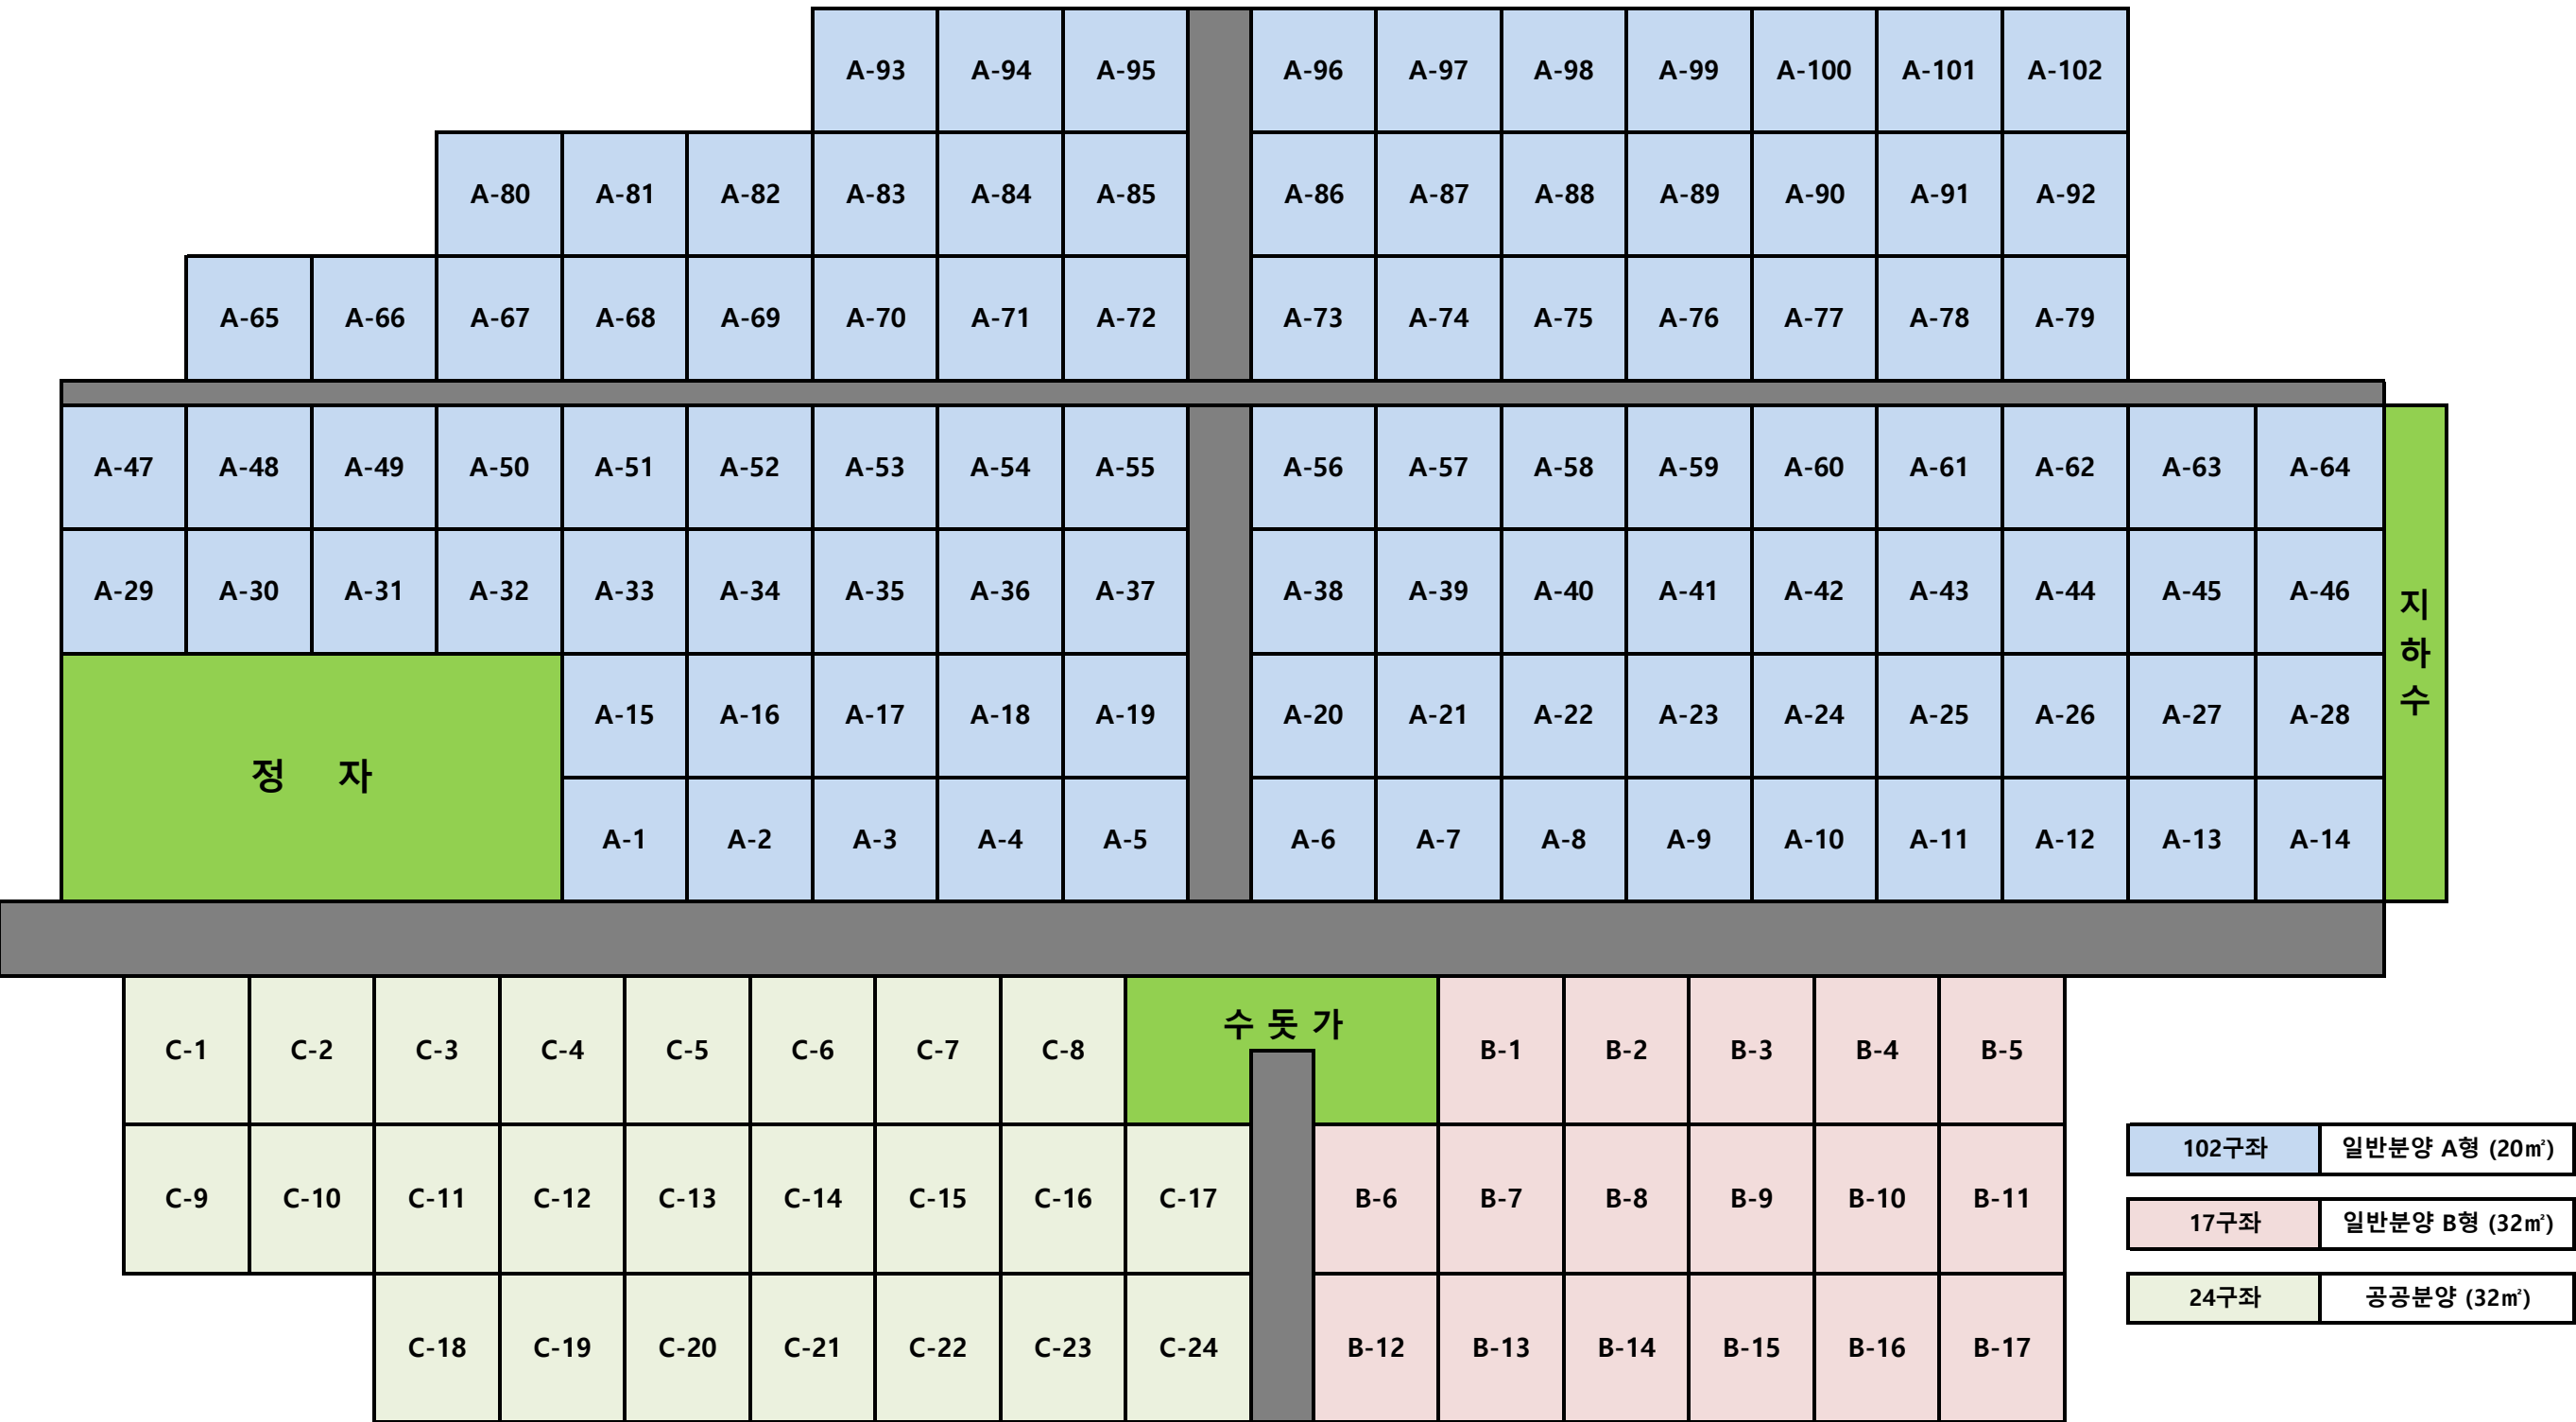 A-93 A-94 A-95 A-96 A-97 A-98 A-99 A-100 A-101 A-102
A-80 A-81 A-82 A-83 A-84 A-85 A-86 A-87 A-88 A-89 A-90 A-91 A-92
A-65 A-66 A-67 A-68 A-69 A-70 A-71 A-72 A-73 A-74 A-75 A-76 A-77 A-78 A-79
A-47 A-48 A-49 A-50 A-51 A-52 A-53 A-54 A-55 A-56 A-57 A-58 A-59 A-60 A-61 A-62 A-63 A-64
A-29 A-30 A-31 A-32 A-33 A-34 A-35 A-36 A-37 A-38 A-39 A-40 A-41 A-42 A-43 A-44 A-45 A-46
지하수
A-15 A-16 A-17 A-18 A-19 A-20 A-21 A-22 A-23 A-24 A-25 A-26 A-27 A-28
정 자
A-1 A-2 A-3 A-4 A-5 A-6 A-7 A-8 A-9 A-10 A-11 A-12 A-13 A-14
수 돗 가
C-1 C-2 C-3 C-4 C-5 C-6 C-7 C-8 B-1 B-2 B-3 B-4 B-5
C-9 C-10 C-11 C-12 C-13 C-14 C-15 C-16 C-17 B-6 B-7 B-8 B-9 B-10 B-11
C-18 C-19 C-20 C-21 C-22 C-23 C-24 B-12 B-13 B-14 B-15 B-16 B-17
102구좌 일반분양 A형 (20㎡)
17구좌 일반분양 B형 (32㎡)
24구좌 공공분양 (32㎡)